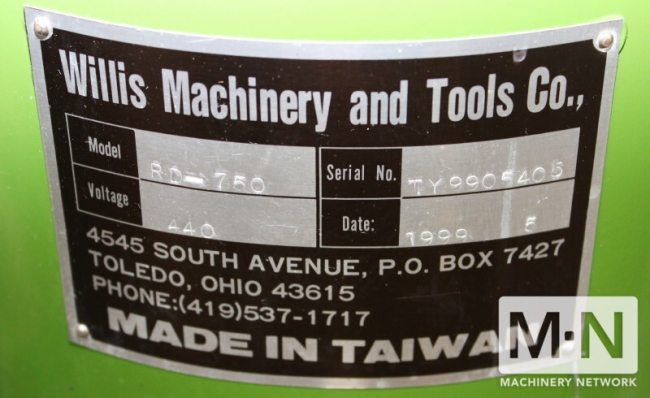 Willis Machinery and Tools Co.,
Model RD-750 Serial No. TY9905405
Voltage 440 Date: 1999 5
4545 SOUTH AVENUE, P.O. BOX 7427
TOLEDO, OHIO 43615
PHONE:(419)537-1717
MADE IN TAIWAN
M·N
MACHINERY NETWORK